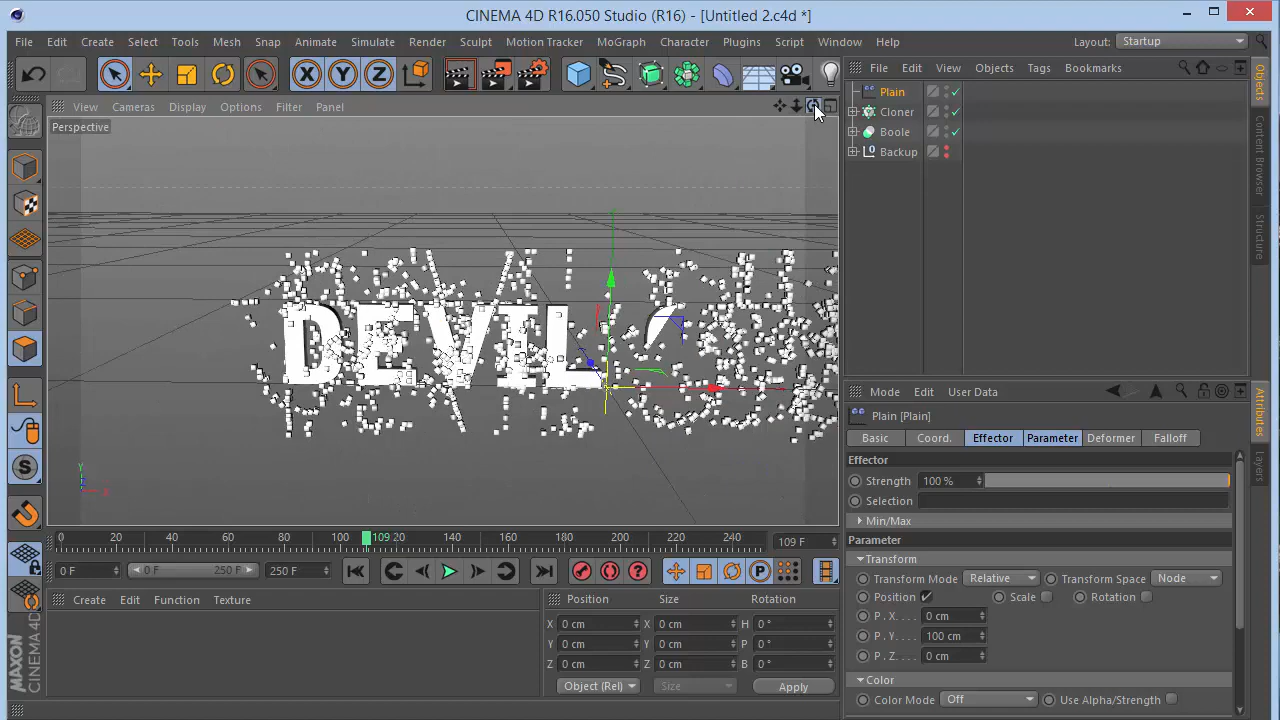 CINEMA 4D R16.050 Studio (R16) - [Untitled 2.c4d *]
File Edit Create Select Tools Mesh Snap Animate Simulate Render Sculpt Motion Tracker MoGraph Character Plugins Script Window Help Layout: Startup
X Y Z
File Edit View Objects Tags Bookmarks
View Cameras Display Options Filter Panel
Perspective
Plain
Cloner
Boole
Backup
Objects
Content Browser
Structure
DEVIL
Y
X
Mode Edit User Data
Plain [Plain]
Basic Coord. Effector Parameter Deformer Falloff
Attributes
Layers
Effector
Strength 100 %
Selection
Min/Max
Parameter
Transform
Transform Mode Relative Transform Space Node
Position Scale Rotation
P . X . . . . 0 cm
P . Y . . . . 100 cm
P . Z . . . . 0 cm
Color
Color Mode Off Use Alpha/Strength
0 20 40 60 80 100 109 20 140 160 180 200 220 240 109 F
0 F 0 F 250 F 250 F
P
Create Edit Function Texture
Position Size Rotation
X 0 cm X 0 cm H 0 °
Y 0 cm Y 0 cm P 0 °
Z 0 cm Z 0 cm B 0 °
Object (Rel) Size Apply
S
MAXON
CINEMA 4D